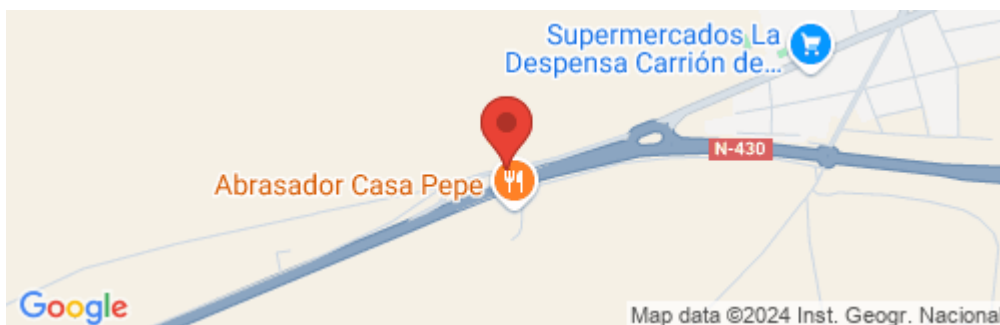 Supermercados La
Despensa Carrión de...
N-430
Abrasador Casa Pepe
Google
Map data ©2024 Inst. Geogr. Nacional